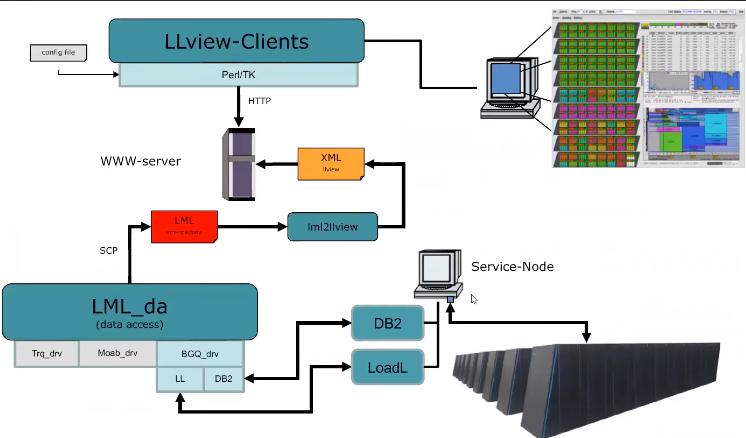 LLview-Clients
config file
Perl/TK
HTTP
WWW-server
XML
llview
LML
lml2llview
SCP
Service-Node
LML_da
(data access)
DB2
Trq_drv
Moab_drv
BGQ_drv
LoadL
LL
DB2